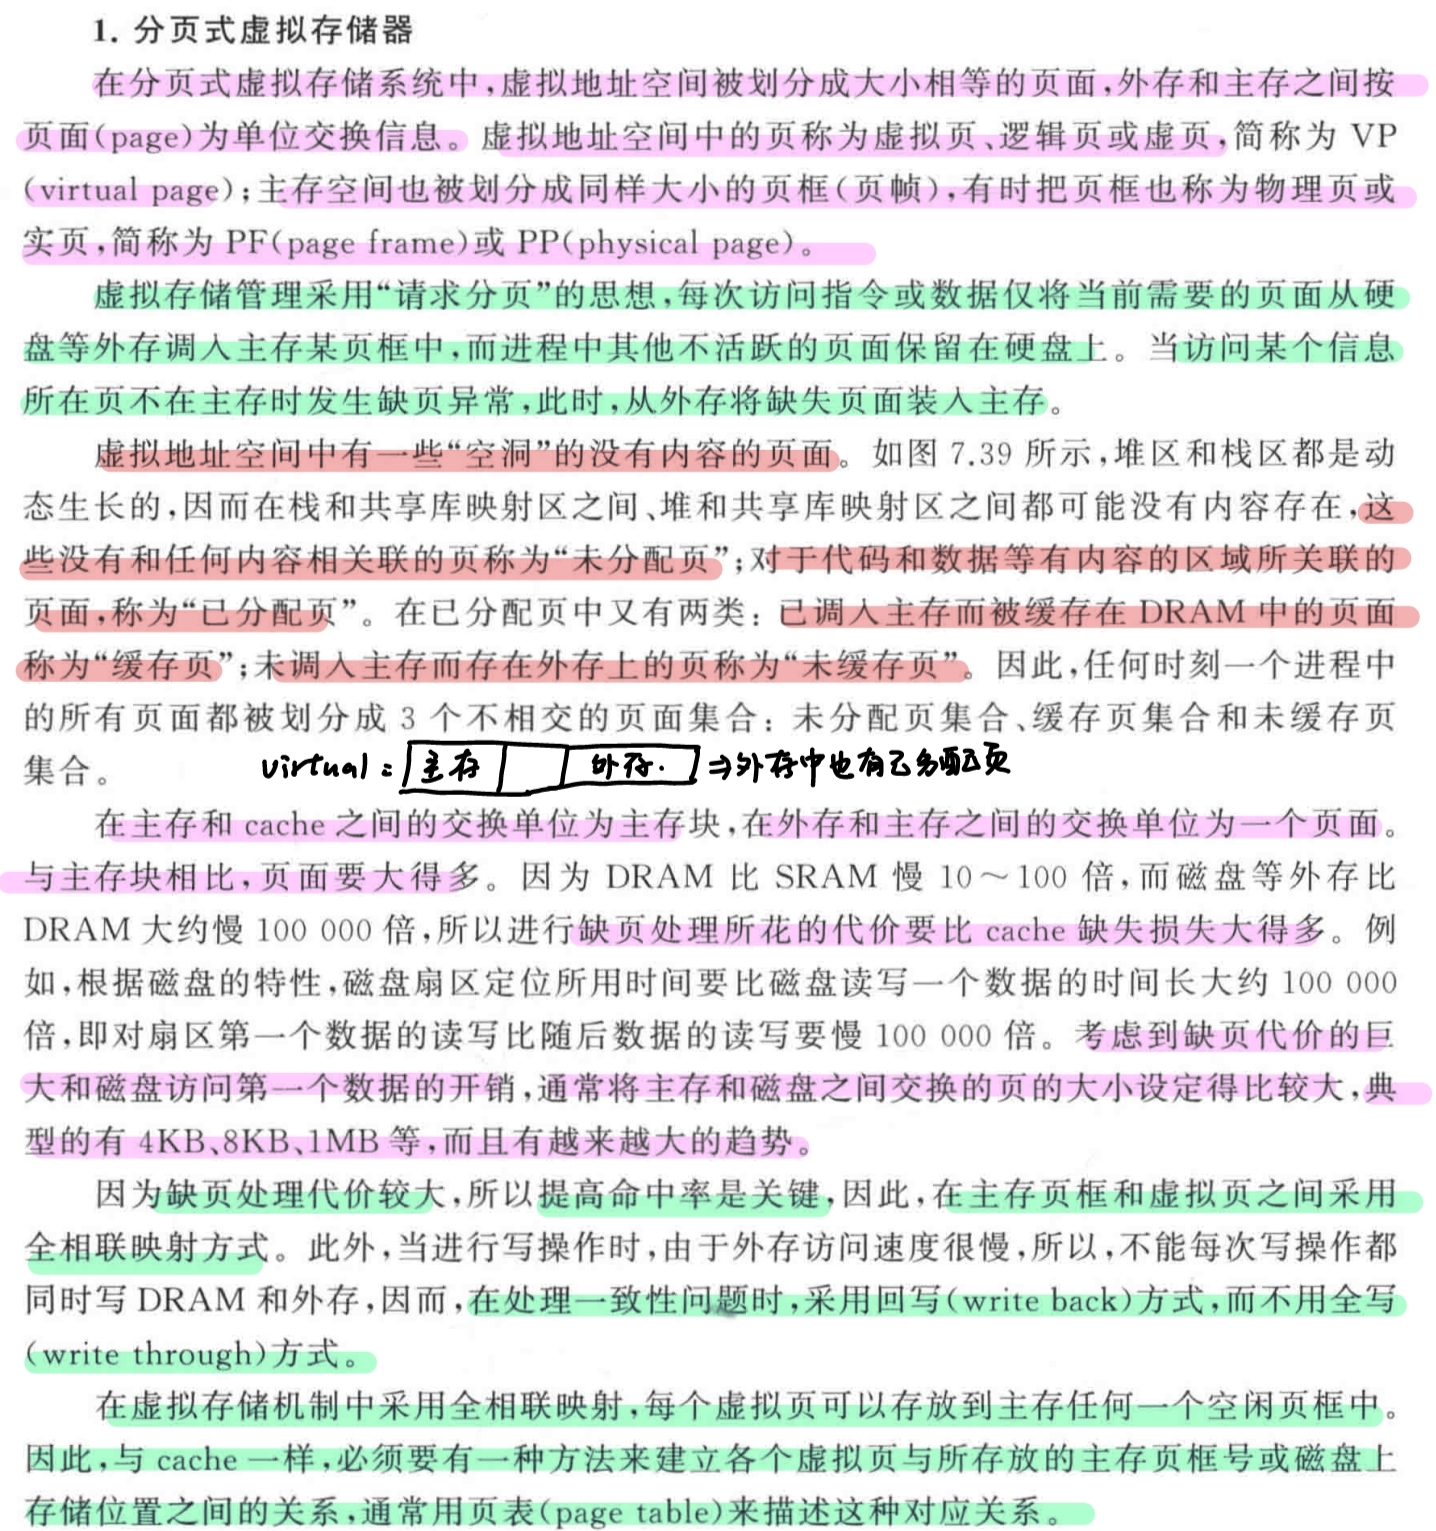 1. 分页式虚拟存储器
在分页式虚拟存储系统中,虚拟地址空间被划分成大小相等的页面,外存和主存之间按
页面(page)为单位交换信息。虚拟地址空间中的页称为虚拟页、逻辑页或虚页,简称为 VP
(virtual page);主存空间也被划分成同样大小的页框(页帧),有时把页框也称为物理页或
实页,简称为 PF(page frame)或 PP(physical page)。
虚拟存储管理采用“请求分页”的思想,每次访问指令或数据仅将当前需要的页面从硬
盘等外存调入主存某页框中,而进程中其他不活跃的页面保留在硬盘上。当访问某个信息
所在页不在主存时发生缺页异常,此时,从外存将缺失页面装入主存。
虚拟地址空间中有一些“空洞”的没有内容的页面。如图 7.39 所示,堆区和栈区都是动
态生长的,因而在栈和共享库映射区之间、堆和共享库映射区之间都可能没有内容存在,这
些没有和任何内容相关联的页称为“未分配页”;对于代码和数据等有内容的区域所关联的
页面,称为“已分配页”。在已分配页中又有两类: 已调入主存而被缓存在 DRAM 中的页面
称为“缓存页”;未调入主存而存在外存上的页称为“未缓存页”。因此,任何时刻一个进程中
的所有页面都被划分成 3 个不相交的页面集合: 未分配页集合、缓存页集合和未缓存页
集合。 virtual: 主存 外存. ⇒外存中也有已分配页
在主存和 cache 之间的交换单位为主存块,在外存和主存之间的交换单位为一个页面。
与主存块相比,页面要大得多。因为 DRAM 比 SRAM 慢 10～100 倍,而磁盘等外存比
DRAM 大约慢 100 000 倍,所以进行缺页处理所花的代价要比 cache 缺失损失大得多。例
如,根据磁盘的特性,磁盘扇区定位所用时间要比磁盘读写一个数据的时间长大约 100 000
倍,即对扇区第一个数据的读写比随后数据的读写要慢 100 000 倍。考虑到缺页代价的巨
大和磁盘访问第一个数据的开销,通常将主存和磁盘之间交换的页的大小设定得比较大,典
型的有 4KB、8KB、1MB 等,而且有越来越大的趋势。
因为缺页处理代价较大,所以提高命中率是关键,因此,在主存页框和虚拟页之间采用
全相联映射方式。此外,当进行写操作时,由于外存访问速度很慢,所以,不能每次写操作都
同时写 DRAM 和外存,因而,在处理一致性问题时,采用回写(write back)方式,而不用全写
(write through)方式。
在虚拟存储机制中采用全相联映射,每个虚拟页可以存放到主存任何一个空闲页框中。
因此,与 cache 一样,必须要有一种方法来建立各个虚拟页与所存放的主存页框号或磁盘上
存储位置之间的关系,通常用页表(page table)来描述这种对应关系。